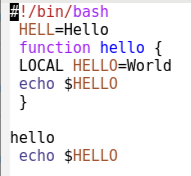 #!/bin/bash
HELL=Hello
function hello {
LOCAL HELLO=World
echo $HELLO
}
hello
echo $HELLO